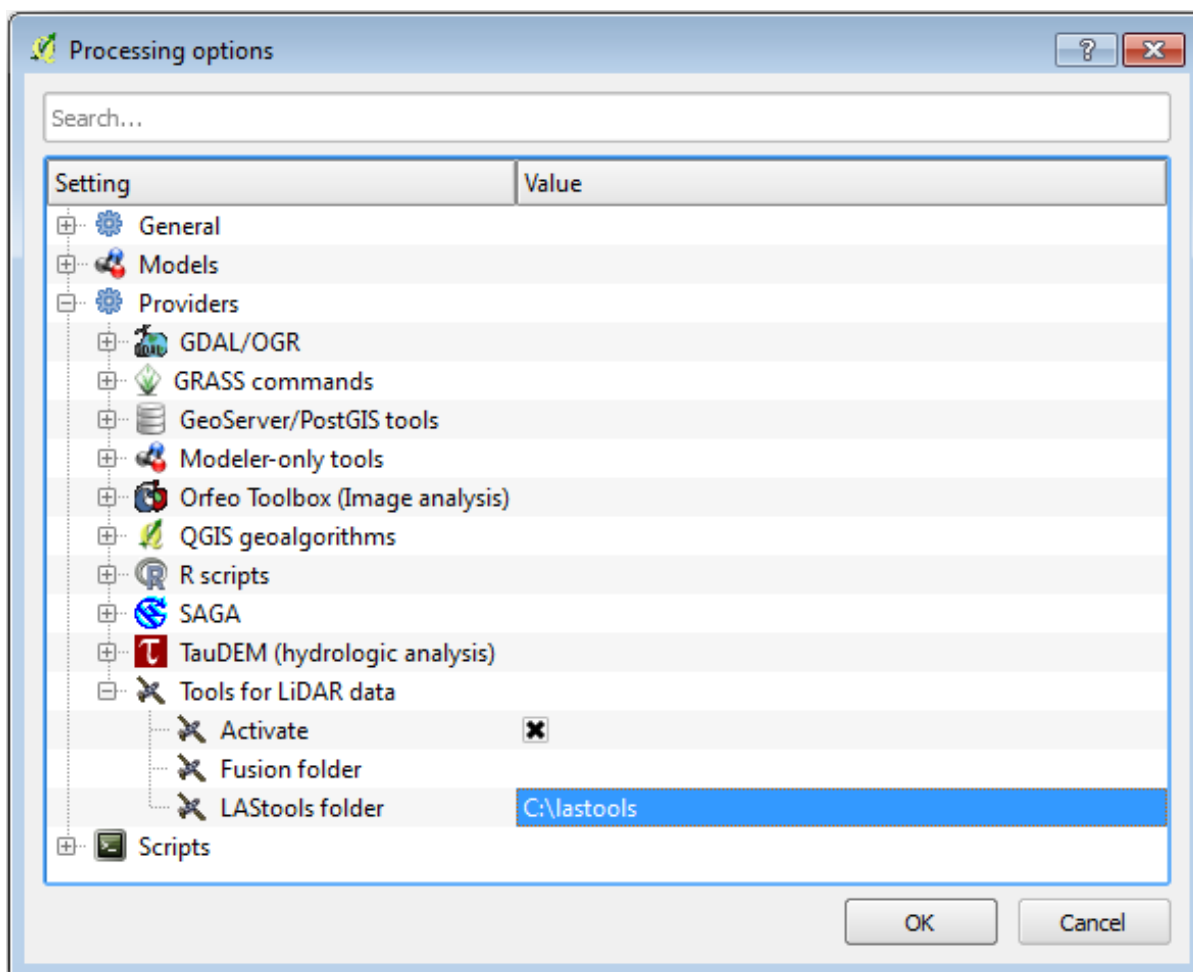 Processing options
Search...
Setting Value
General
Models
Providers
GDAL/OGR
GRASS commands
GeoServer/PostGIS tools
Modeler-only tools
Orfeo Toolbox (Image analysis)
QGIS geoalgorithms
R scripts
SAGA
TauDEM (hydrologic analysis)
Tools for LiDAR data
Activate
Fusion folder
LAStools folder C:\lastools
Scripts
OK Cancel